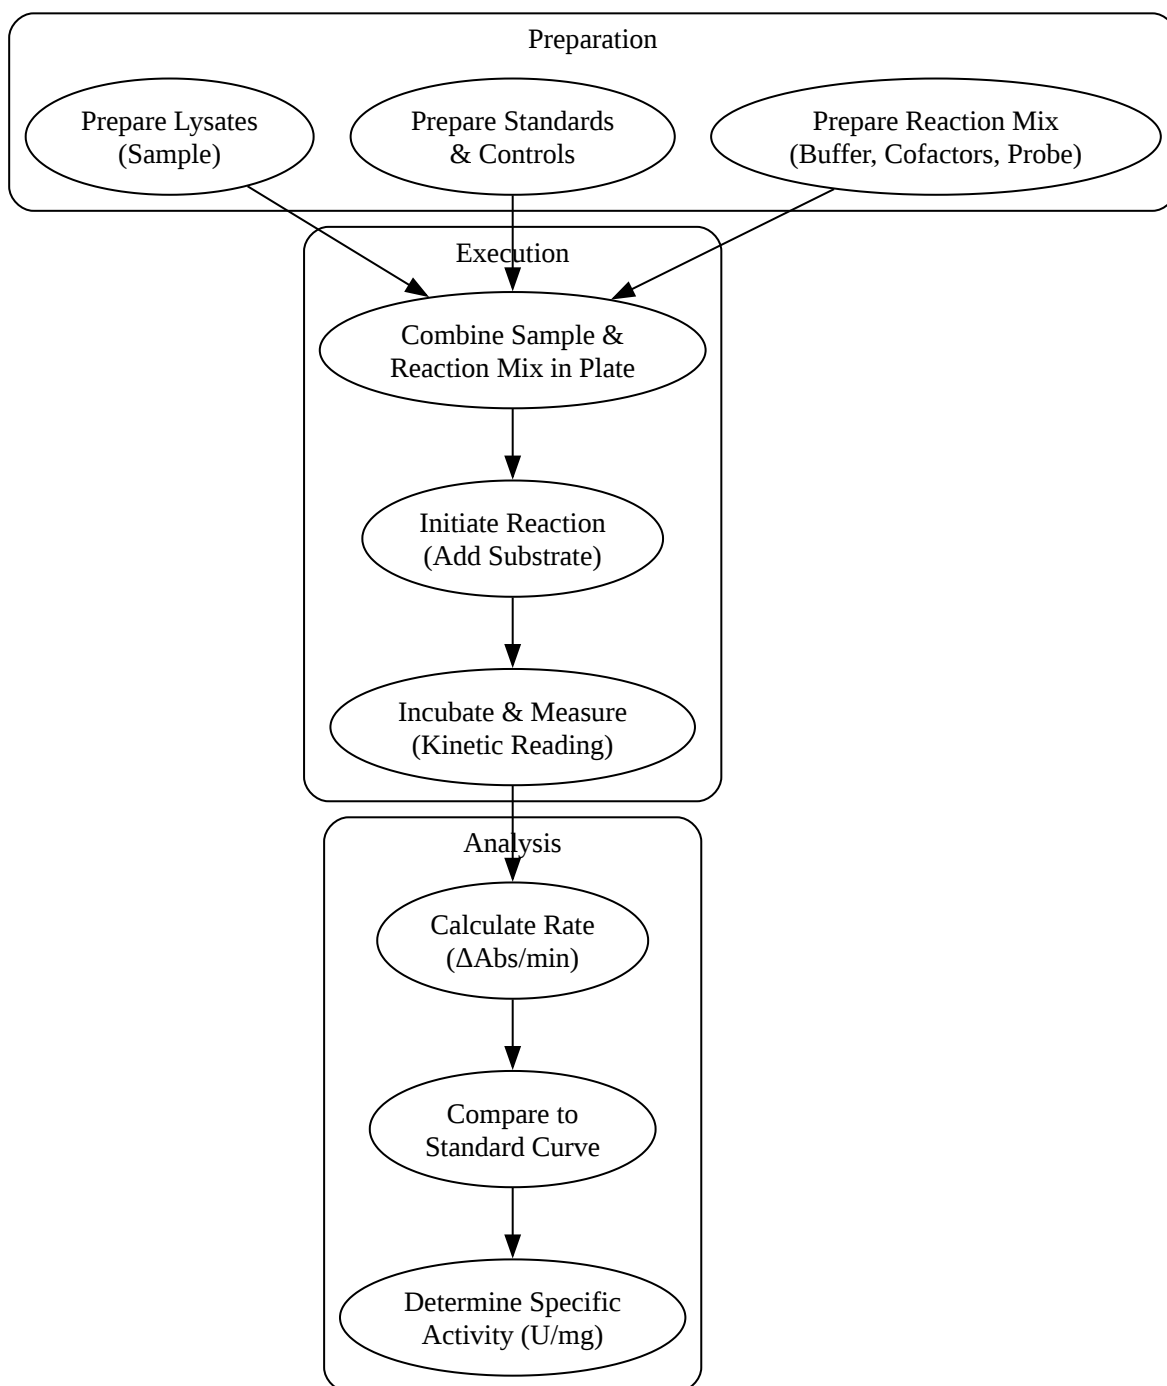 Preparation
Prepare Lysates
(Sample)
Prepare Standards
& Controls
Prepare Reaction Mix
(Buffer, Cofactors, Probe)
Execution
Combine Sample &
Reaction Mix in Plate
Initiate Reaction
(Add Substrate)
Incubate & Measure
(Kinetic Reading)
Analysis
Calculate Rate
(ΔAbs/min)
Compare to
Standard Curve
Determine Specific
Activity (U/mg)